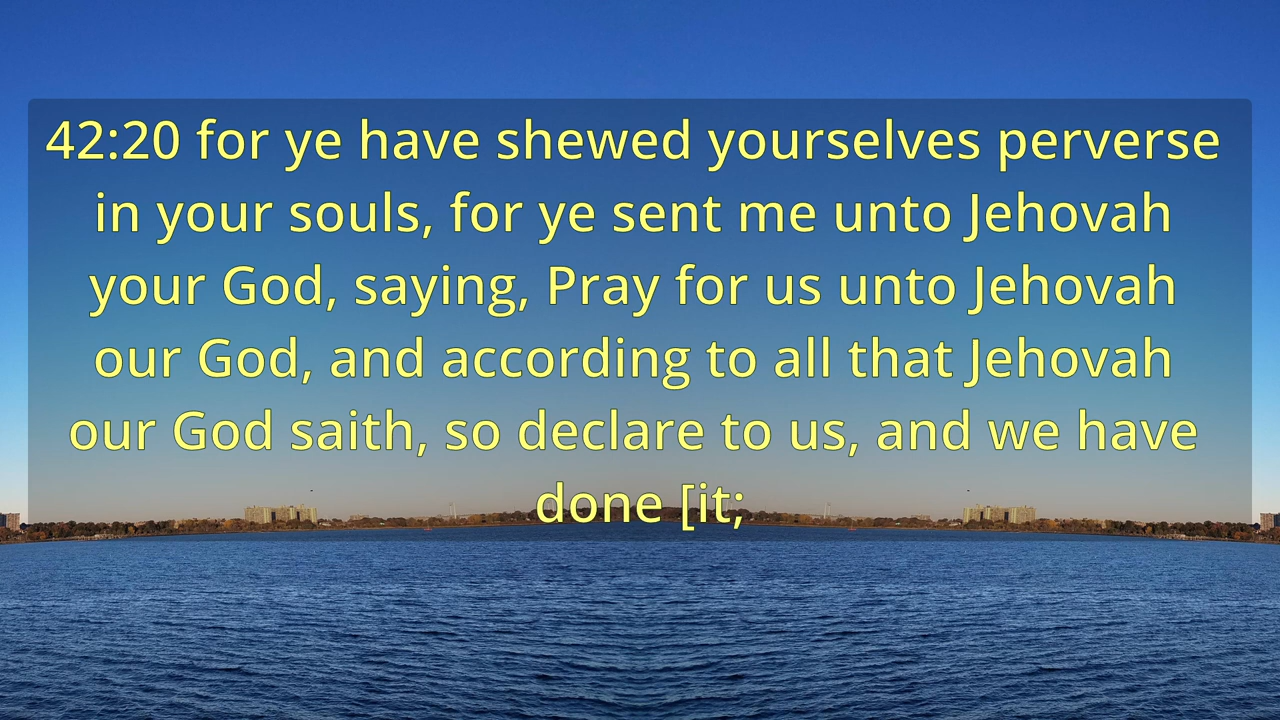 42:20 for ye have shewed yourselves perverse
in your souls, for ye sent me unto Jehovah
your God, saying, Pray for us unto Jehovah
our God, and according to all that Jehovah
our God saith, so declare to us, and we have
done [it;